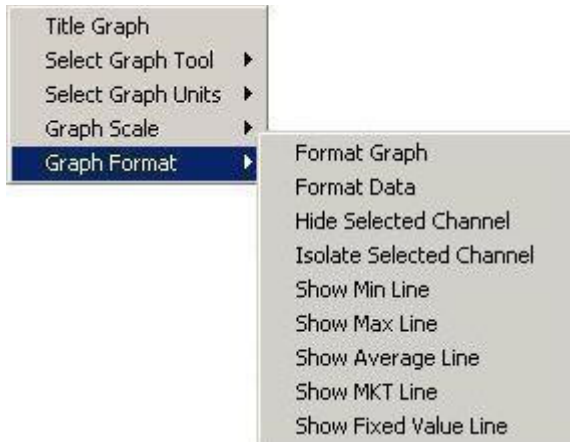 Title Graph
Select Graph Tool
Select Graph Units
Graph Scale
Graph Format
Format Graph
Format Data
Hide Selected Channel
Isolate Selected Channel
Show Min Line
Show Max Line
Show Average Line
Show MKT Line
Show Fixed Value Line